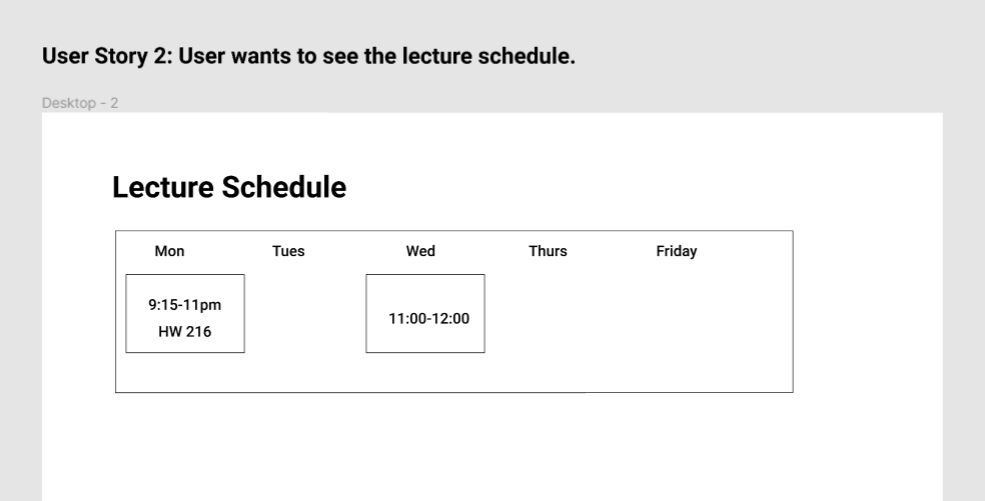 User Story 2: User wants to see the lecture schedule.
Desktop - 2
Lecture Schedule
Mon Tues Wed Thurs Friday
9:15-11pm
HW 216
11:00-12:00